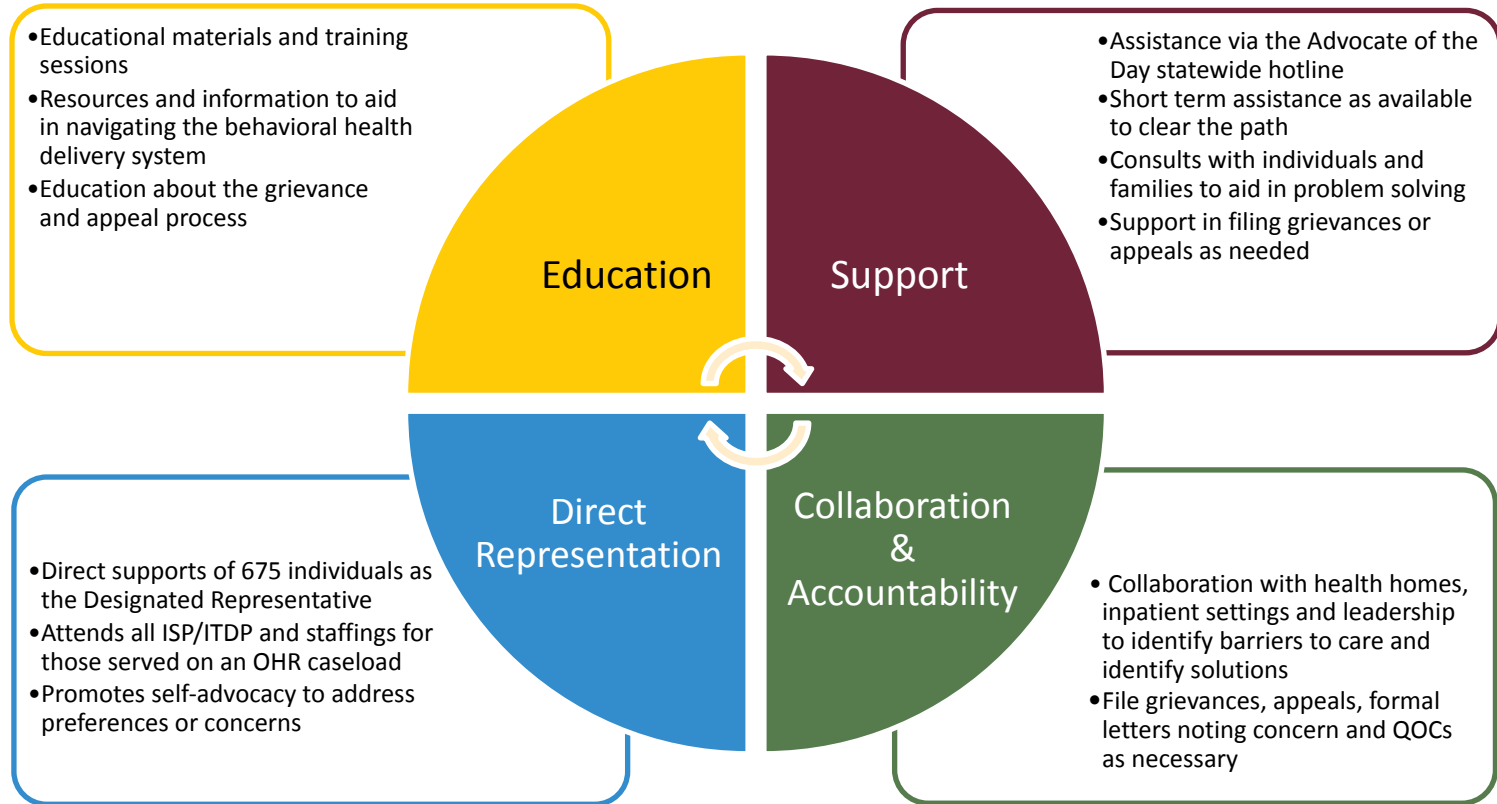 •Educational materials and training
sessions
•Resources and information to aid
in navigating the behavioral health
delivery system
•Education about the grievance
and appeal process
Education
•Assistance via the Advocate of the
Day statewide hotline
•Short term assistance as available
to clear the path
•Consults with individuals and
families to aid in problem solving
•Support in filing grievances or
appeals as needed
Support
•Direct supports of 675 individuals as
the Designated Representative
•Attends all ISP/ITDP and staffings for
those served on an OHR caseload
•Promotes self-advocacy to address
preferences or concerns
Direct
Representation
Collaboration
&
Accountability
• Collaboration with health homes,
inpatient settings and leadership
to identify barriers to care and
identify solutions
•File grievances, appeals, formal
letters noting concern and QOCs
as necessary